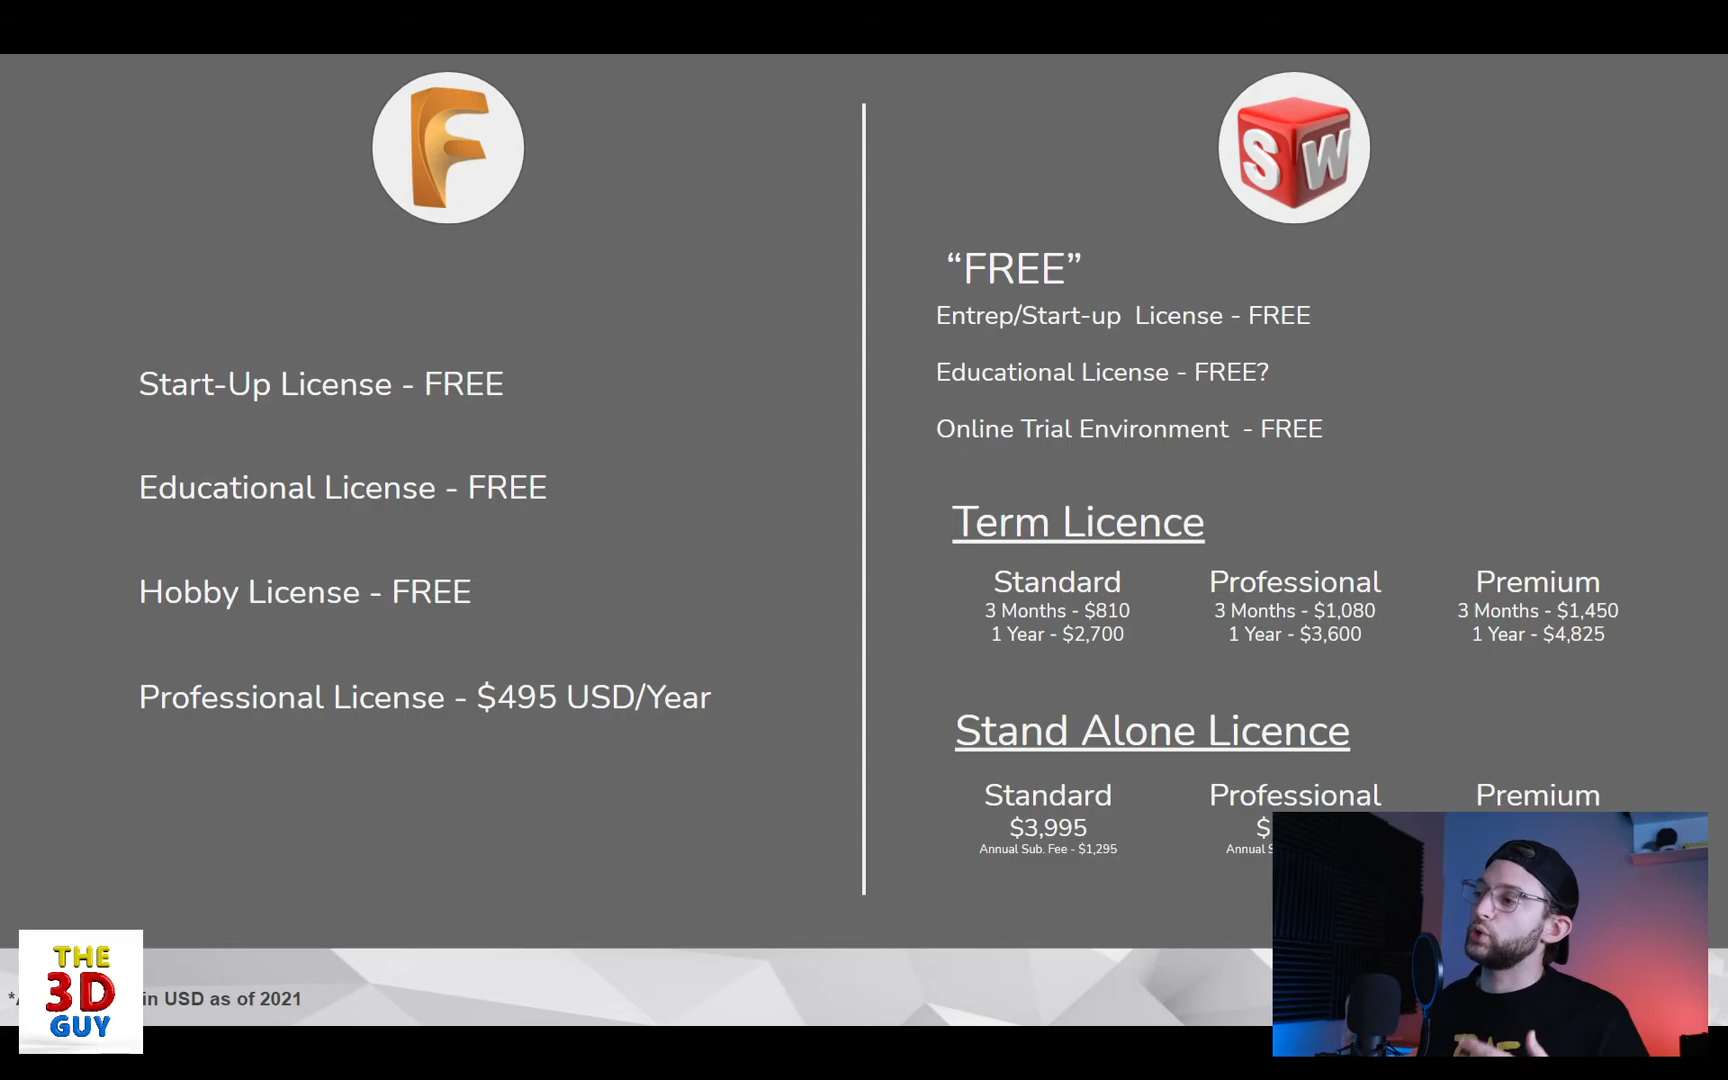 F
Start-Up License - FREE
Educational License - FREE
Hobby License - FREE
Professional License - $495 USD/Year
SW
“FREE”
Entrep/Start-up License - FREE
Educational License - FREE?
Online Trial Environment - FREE
Term Licence
Standard Professional Premium
3 Months - $810 3 Months - $1,080 3 Months - $1,450
1 Year - $2,700 1 Year - $3,600 1 Year - $4,825
Stand Alone Licence
Standard Professional Premium
$3,995 $
Annual Sub. Fee - $1,295 Annual
THE
3D
GUY
in USD as of 2021